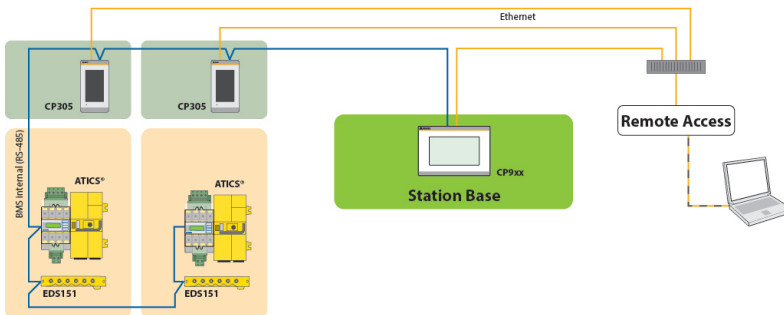 Ethernet
CP305
CP305
Remote Access
BMS Internal (RS-485)
CP9xx
Station Base
ATICS®
ATICS®
EDS151
EDS151